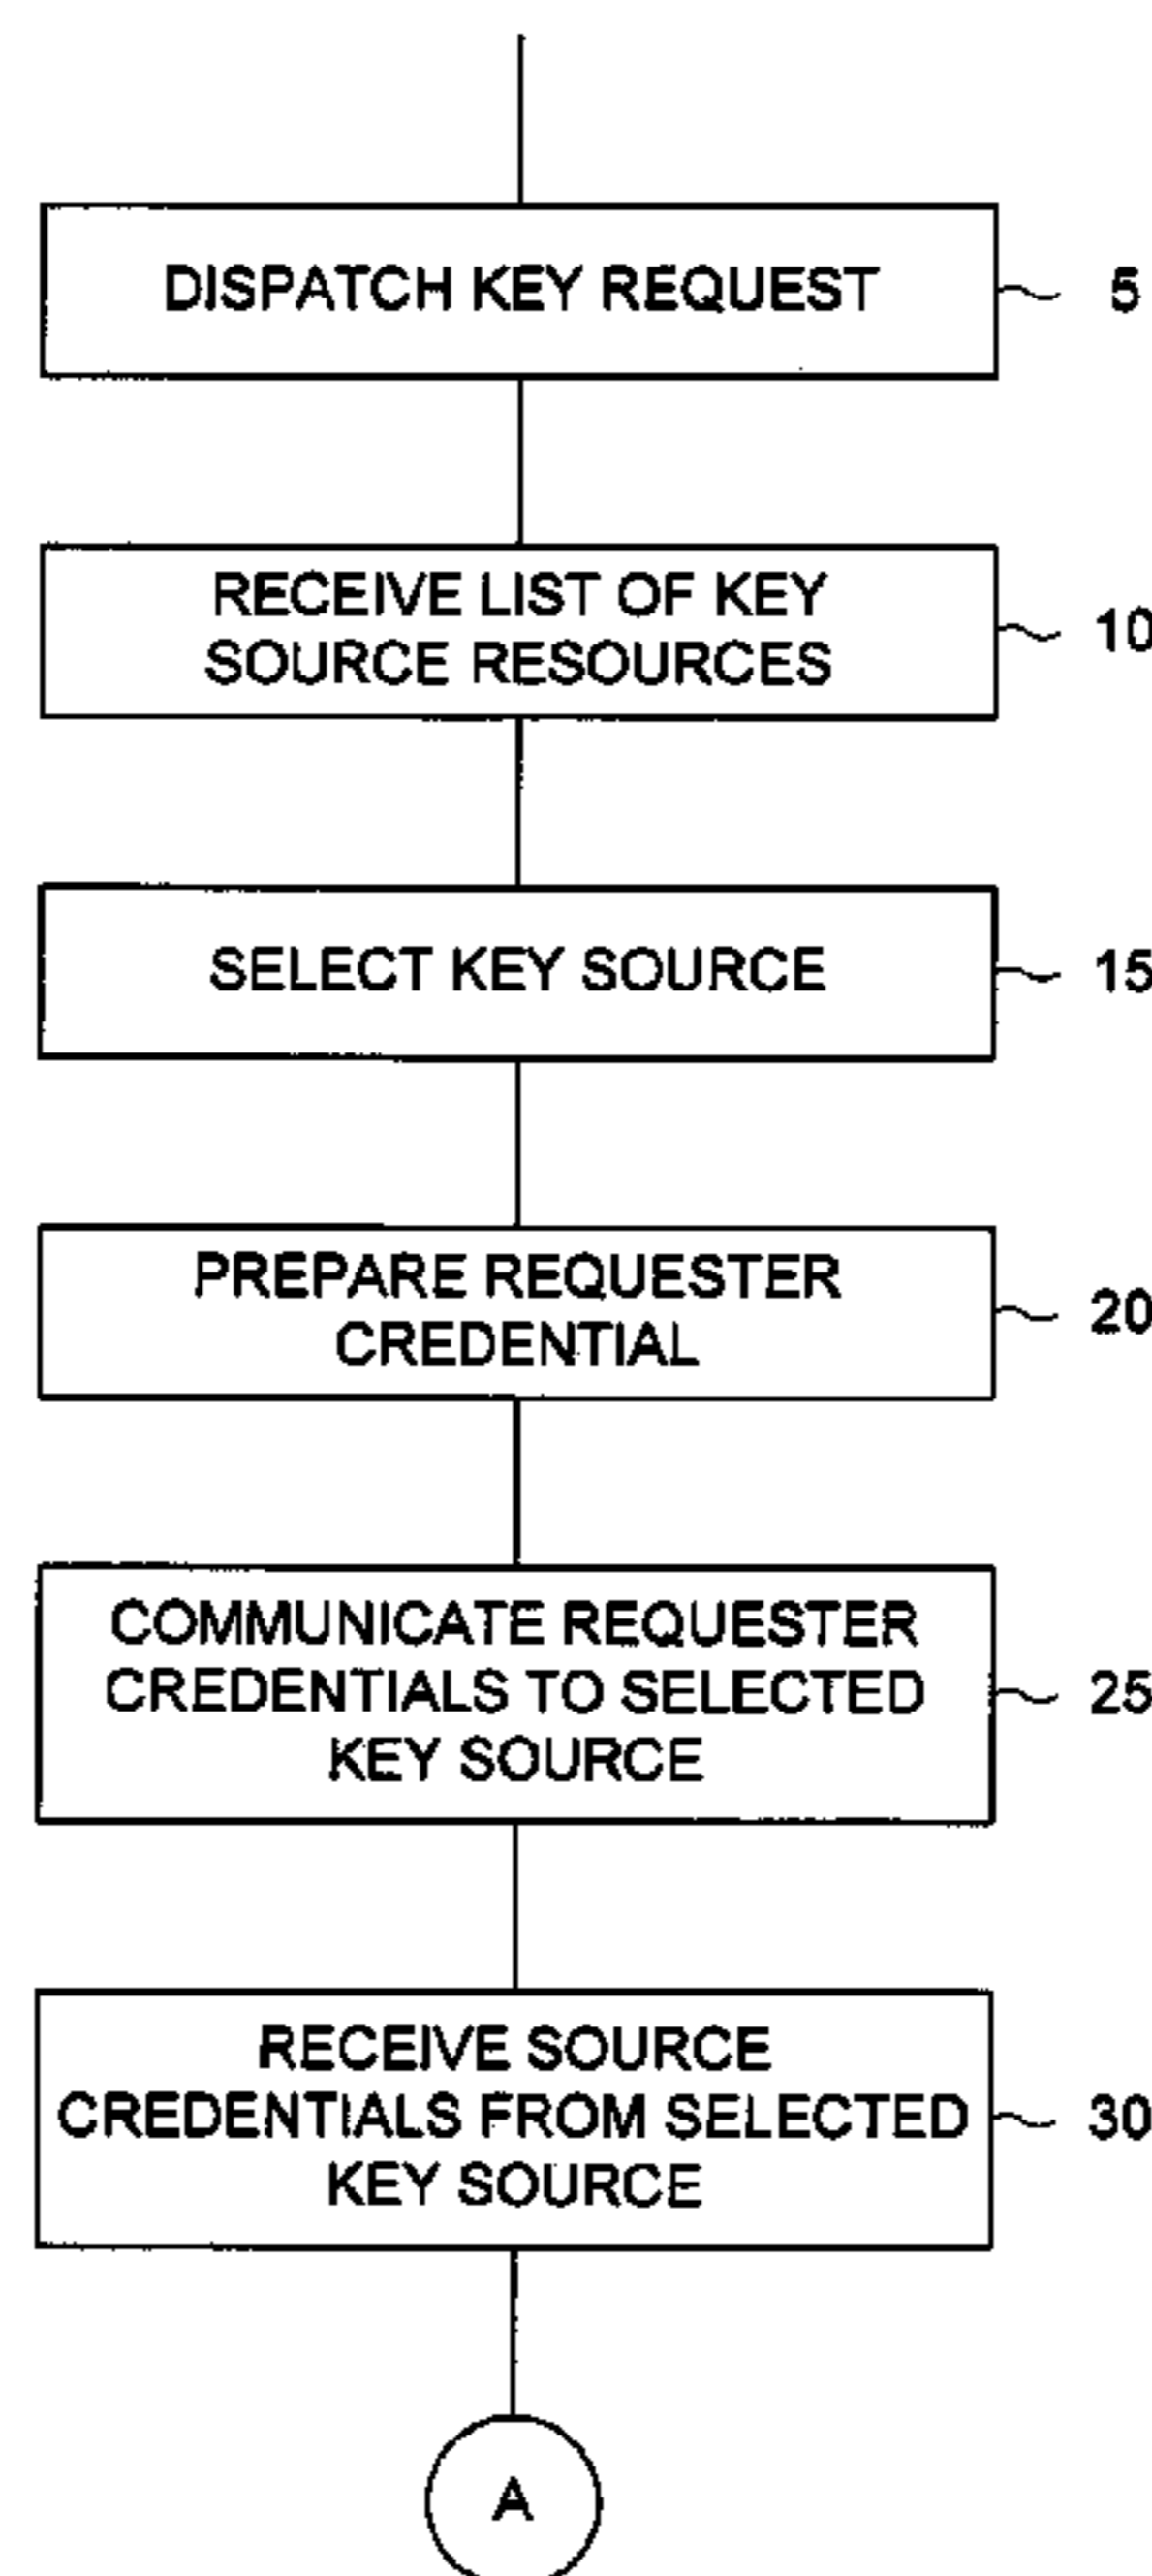 DISPATCH KEY REQUEST
5
RECEIVE LIST OF KEY
SOURCE RESOURCES
10
SELECT KEY SOURCE
15
PREPARE REQUESTER
CREDENTIAL
20
COMMUNICATE REQUESTER
CREDENTIALS TO SELECTED
KEY SOURCE
25
RECEIVE SOURCE
CREDENTIALS FROM SELECTED
KEY SOURCE
30
A